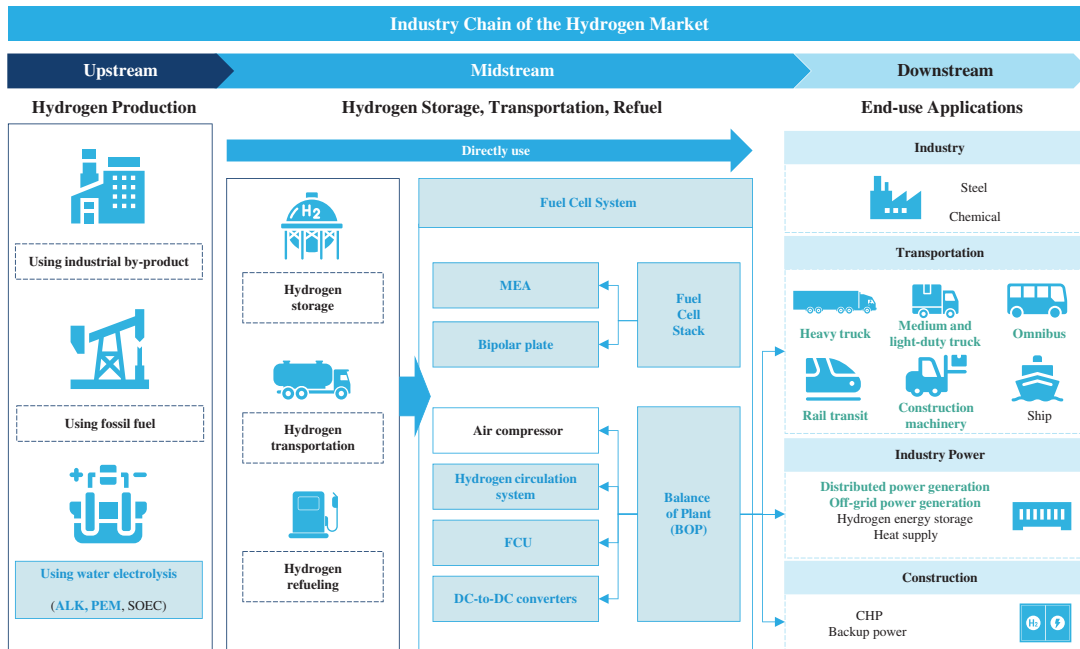 Industry Chain of the Hydrogen Market
Upstream
Midstream
Downstream
Hydrogen Production
Hydrogen Storage, Transportation, Refuel
End-use Applications
Using industrial by-product
Using fossil fuel
Using water electrolysis
(ALK, PEM, SOEC)
Directly use
H2
Hydrogen
storage
Hydrogen
transportation
Hydrogen
refueling
Fuel Cell System
MEA
Bipolar plate
Fuel
Cell
Stack
Air compressor
Hydrogen circulation
system
FCU
DC-to-DC converters
Balance
of Plant
(BOP)
Industry
Steel
Chemical
Transportation
Heavy truck
Medium and
light-duty truck
Omnibus
Rail transit
Construction
machinery
Ship
Industry Power
Distributed power generation
Off-grid power generation
Hydrogen energy storage
Heat supply
Construction
CHP
Backup power
H2